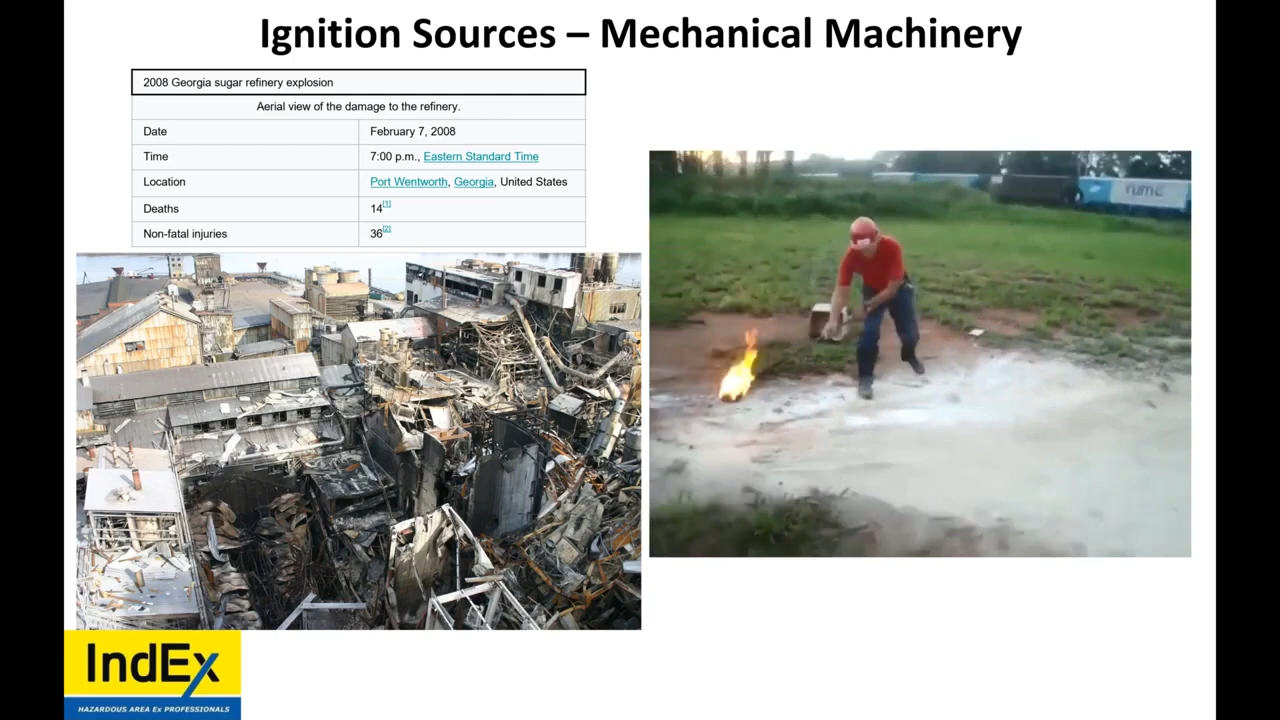 Ignition Sources – Mechanical Machinery
2008 Georgia sugar refinery explosion
Aerial view of the damage to the refinery.
Date February 7, 2008
Time 7:00 p.m., Eastern Standard Time
Location Port Wentworth, Georgia, United States
Deaths 14[1]
Non-fatal injuries 36[2]
IndEx
HAZARDOUS AREA Ex PROFESSIONALS